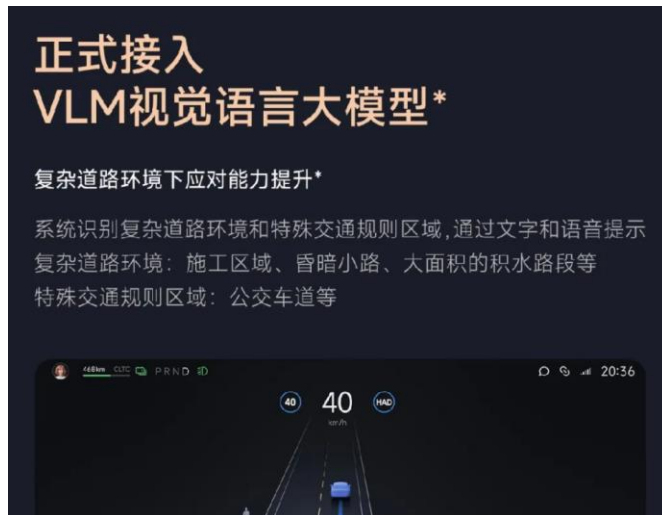 正式接入
VLM视觉语言大模型*
复杂道路环境下应对能力提升*
系统识别复杂道路环境和特殊交通规则区域,通过文字和语音提示
复杂道路环境：施工区域、昏暗小路、大面积的积水路段等
特殊交通规则区域：公交车道等
468km CLTC PRND 20:36
40 40 HAD
km/h